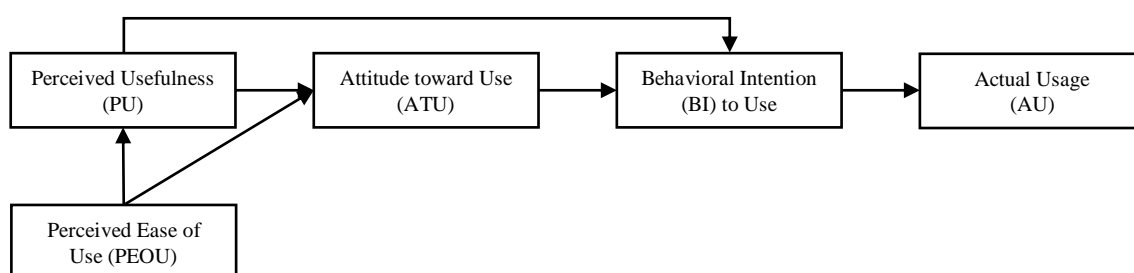 Perceived Usefulness
(PU)
Attitude toward Use
(ATU)
Behavioral Intention
(BI) to Use
Actual Usage
(AU)
Perceived Ease of
Use (PEOU)